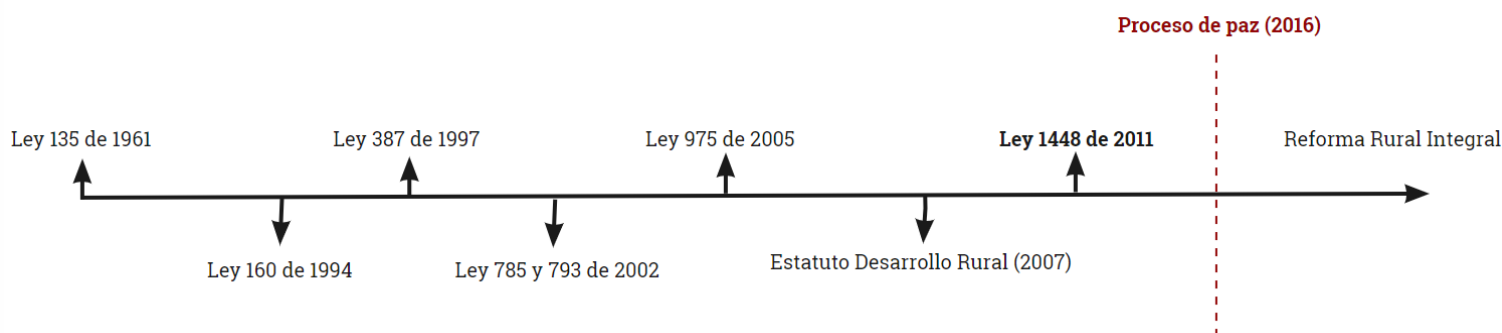 Proceso de paz (2016)
Ley 135 de 1961
Ley 387 de 1997
Ley 975 de 2005
Ley 1448 de 2011
Reforma Rural Integral
Ley 160 de 1994
Ley 785 y 793 de 2002
Estatuto Desarrollo Rural (2007)